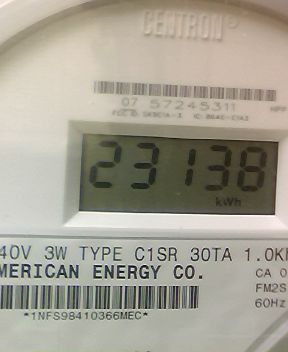 CENTRON®
07 57245311
23138
kWh
40V 3W TYPE C1SR 30TA 1.0K
MERICAN ENERGY CO.
CA 0
FM2S
60Hz
*1NFS98410366MEC*